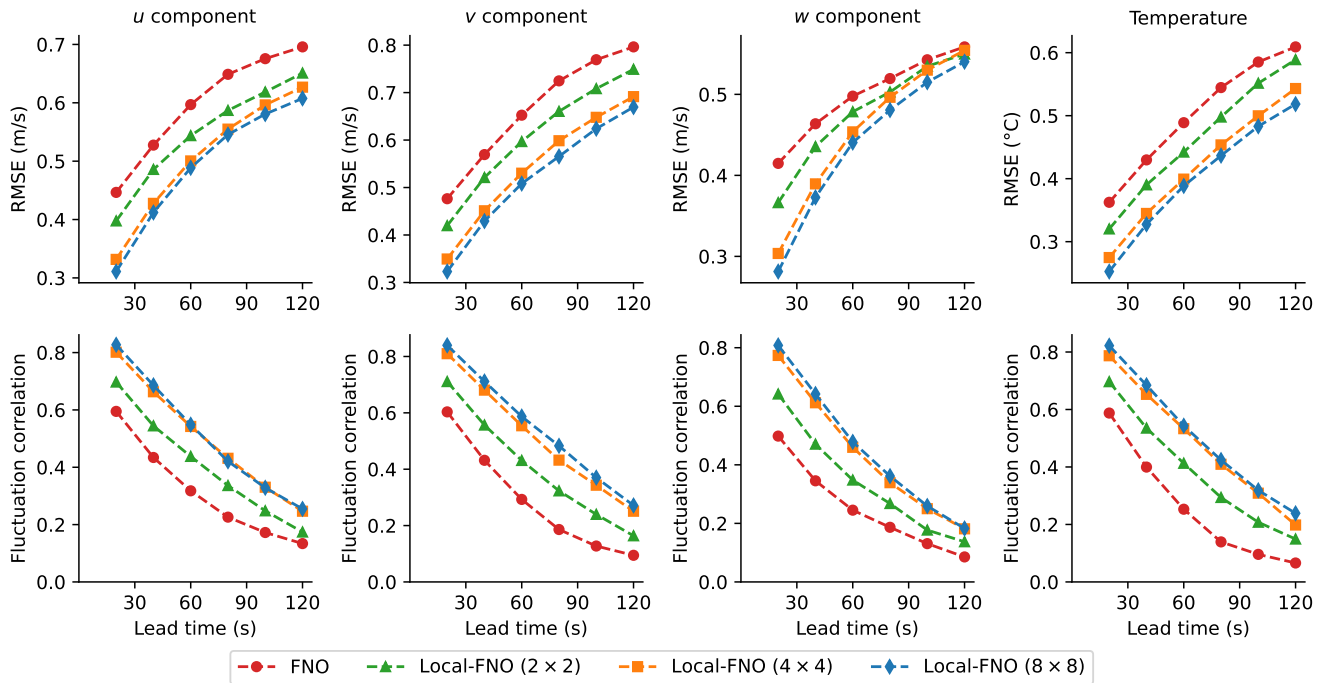 u component
v component
w component
Temperature
RMSE (m/s)
0.7
0.6
0.5
0.4
0.3
30 60 90 120
RMSE (m/s)
0.8
0.7
0.6
0.5
0.4
0.3
30 60 90 120
RMSE (m/s)
0.5
0.4
0.3
30 60 90 120
RMSE (°C)
0.6
0.5
0.4
0.3
30 60 90 120
Fluctuation correlation
0.8
0.6
0.4
0.2
0.0
30 60 90 120
Lead time (s)
Fluctuation correlation
0.8
0.6
0.4
0.2
0.0
30 60 90 120
Lead time (s)
Fluctuation correlation
0.8
0.6
0.4
0.2
0.0
30 60 90 120
Lead time (s)
Fluctuation correlation
0.8
0.6
0.4
0.2
0.0
30 60 90 120
Lead time (s)
FNO Local-FNO (2 × 2) Local-FNO (4 × 4) Local-FNO (8 × 8)